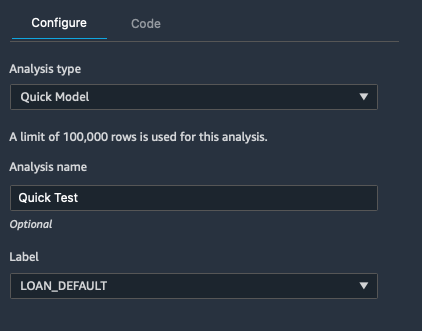 Configure Code
Analysis type
Quick Model
A limit of 100,000 rows is used for this analysis.
Analysis name
Quick Test
Optional
Label
LOAN_DEFAULT